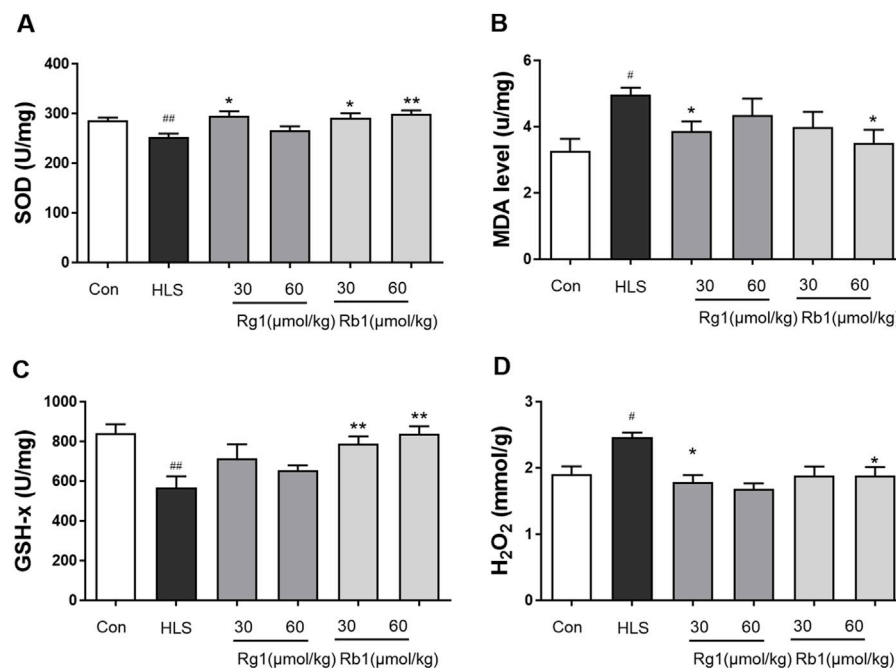 A
SOD (U/mg)
400
300
200
100
0
##
*
*
**
Con HLS 30 60 30 60
Rg1(μmol/kg) Rb1(μmol/kg)
B
MDA level (u/mg)
6
4
2
0
#
*
*
Con HLS 30 60 30 60
Rg1(μmol/kg) Rb1(μmol/kg)
C
GSH-x (U/mg)
1000
800
600
400
200
0
##
**
**
Con HLS 30 60 30 60
Rg1(μmol/kg) Rb1(μmol/kg)
D
H₂O₂ (mmol/g)
3
2
1
0
#
*
*
Con HLS 30 60 30 60
Rg1(μmol/kg) Rb1(μmol/kg)